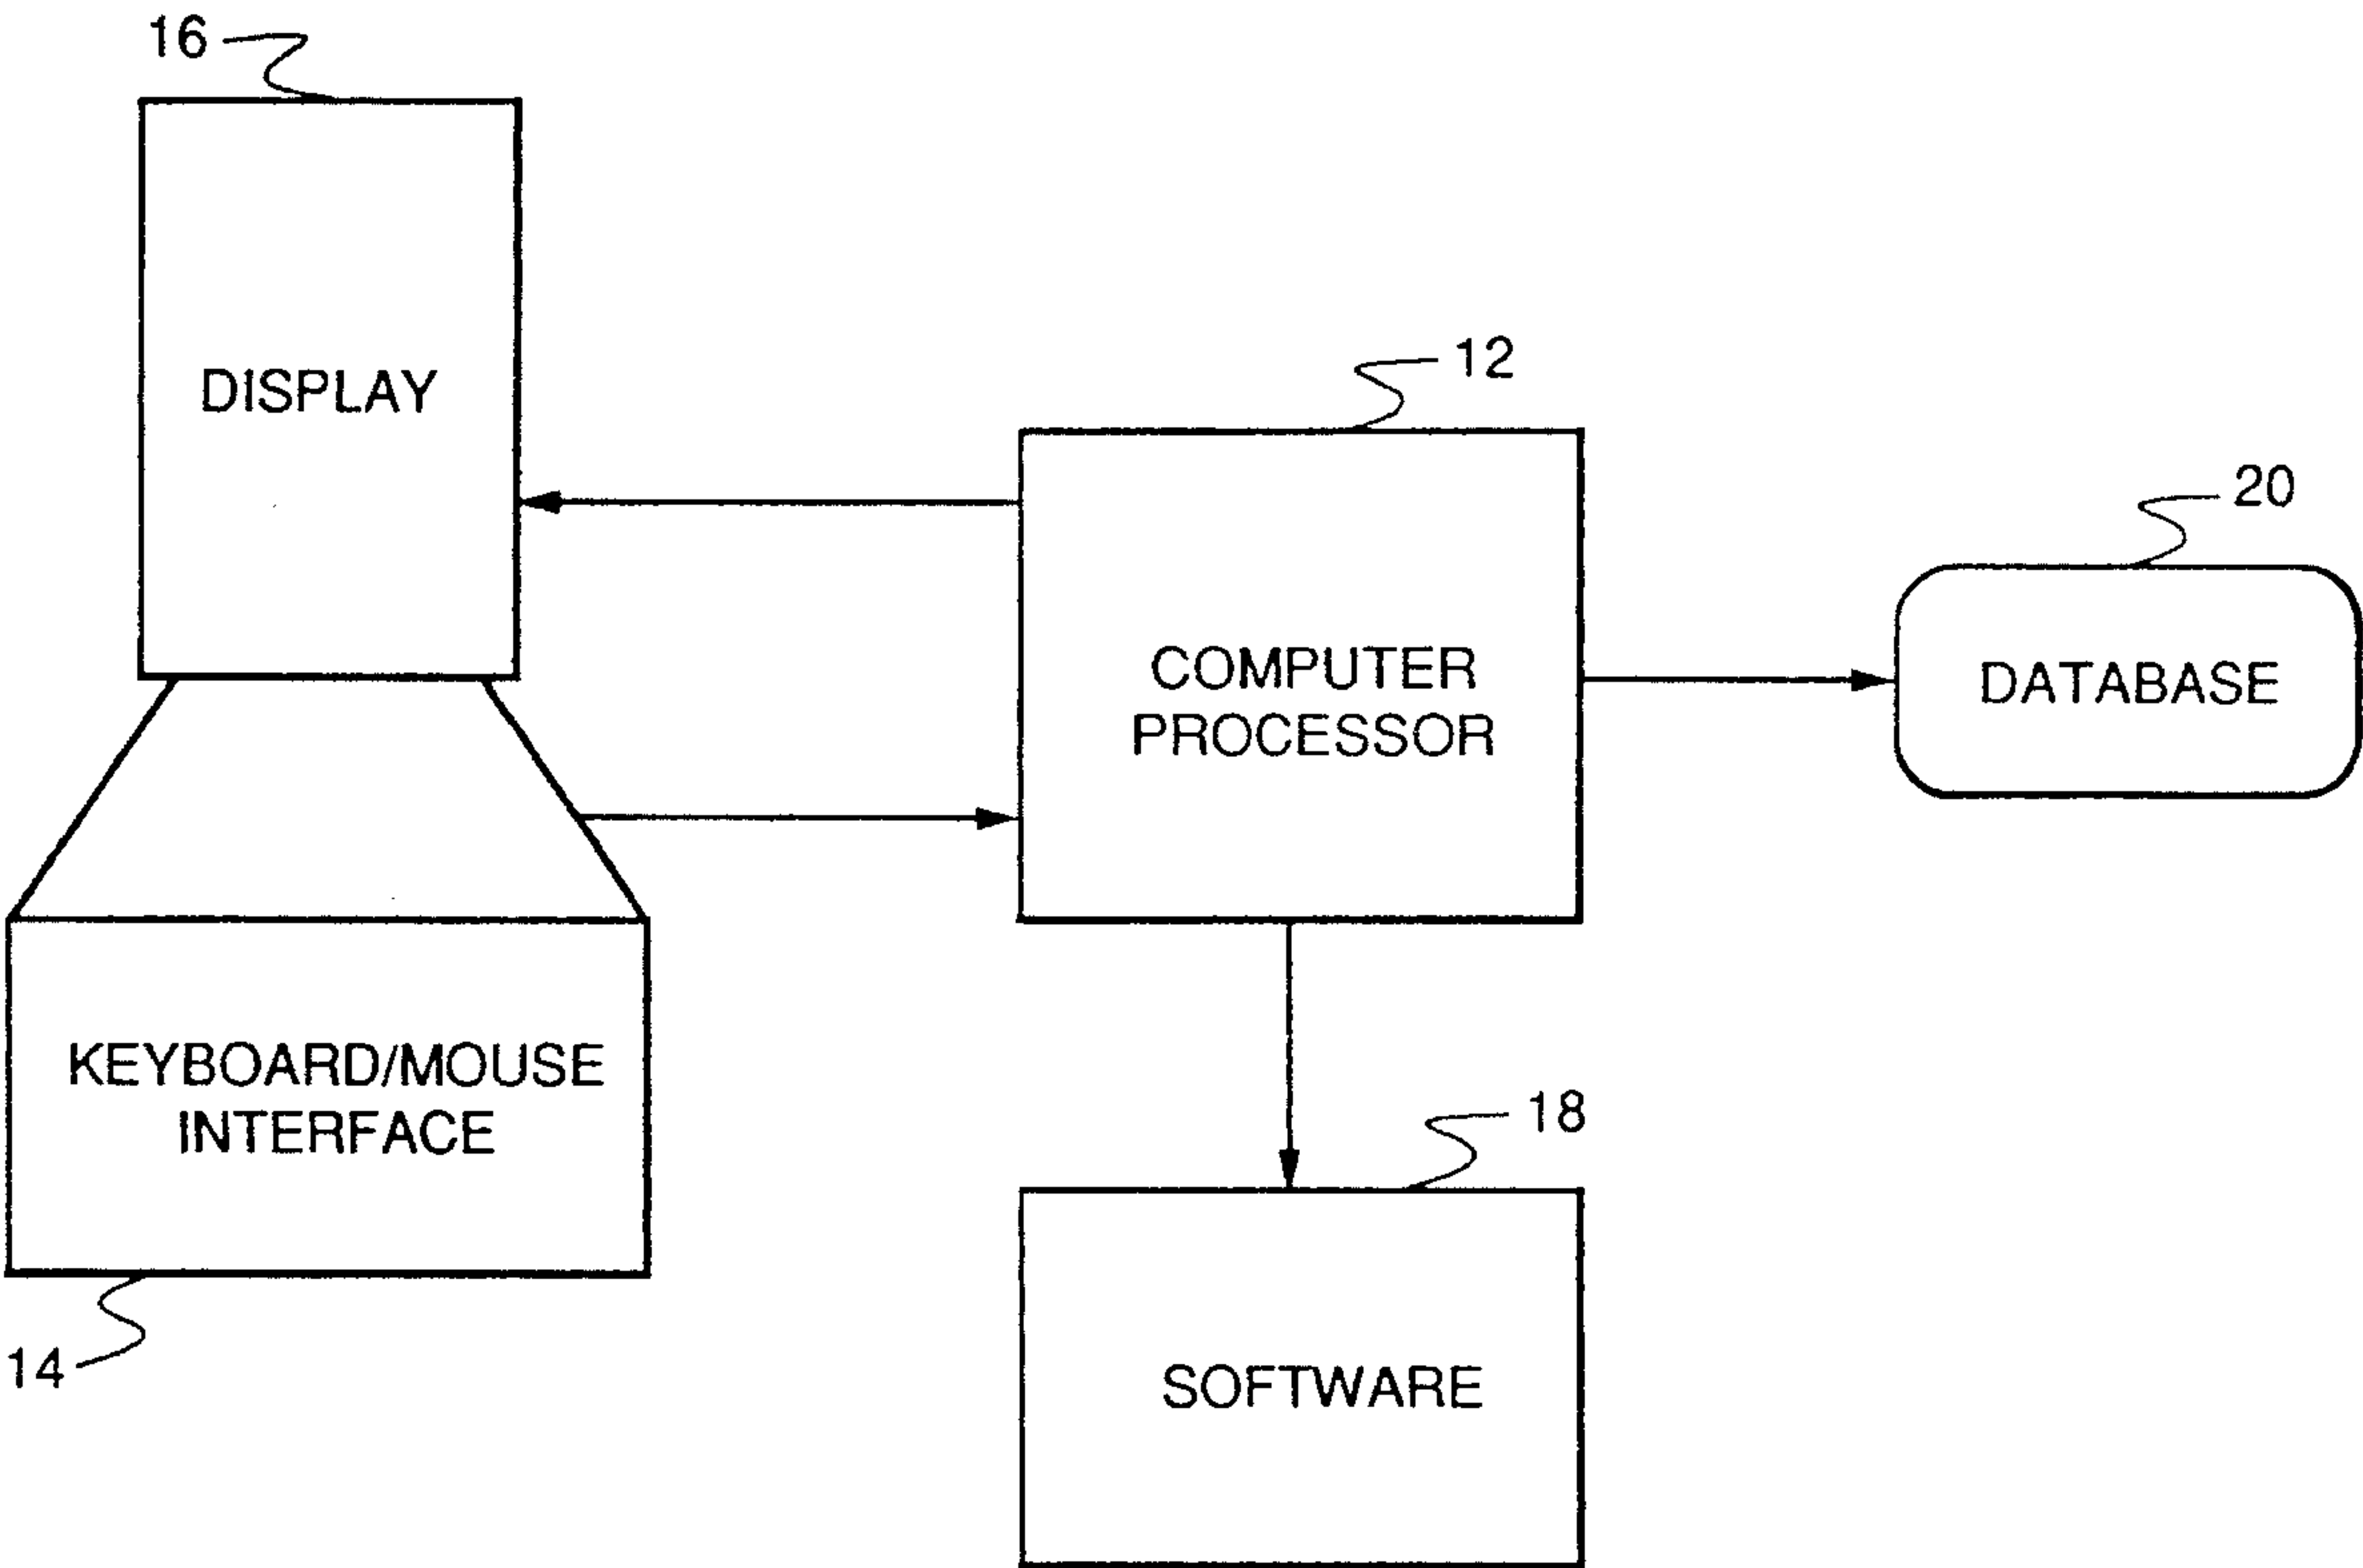 16
DISPLAY
12
COMPUTER
PROCESSOR
20
DATABASE
KEYBOARD/MOUSE
INTERFACE
14
18
SOFTWARE